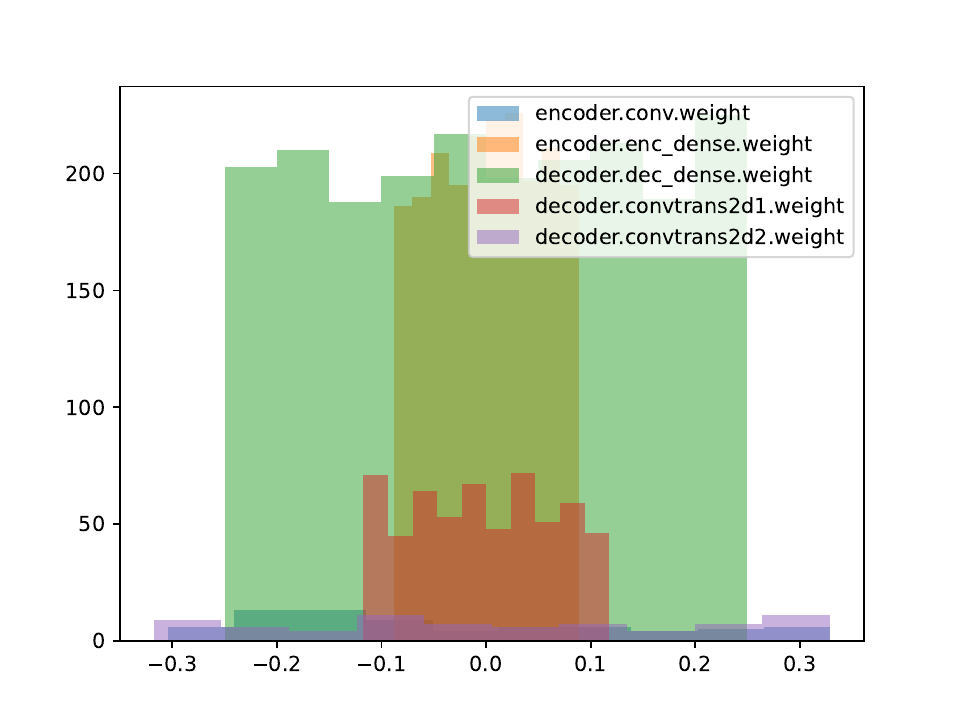 encoder.conv.weight
encoder.enc_dense.weight
decoder.dec_dense.weight
decoder.convtrans2d1.weight
decoder.convtrans2d2.weight
200
150
100
50
0
−0.3 −0.2 −0.1 0.0 0.1 0.2 0.3